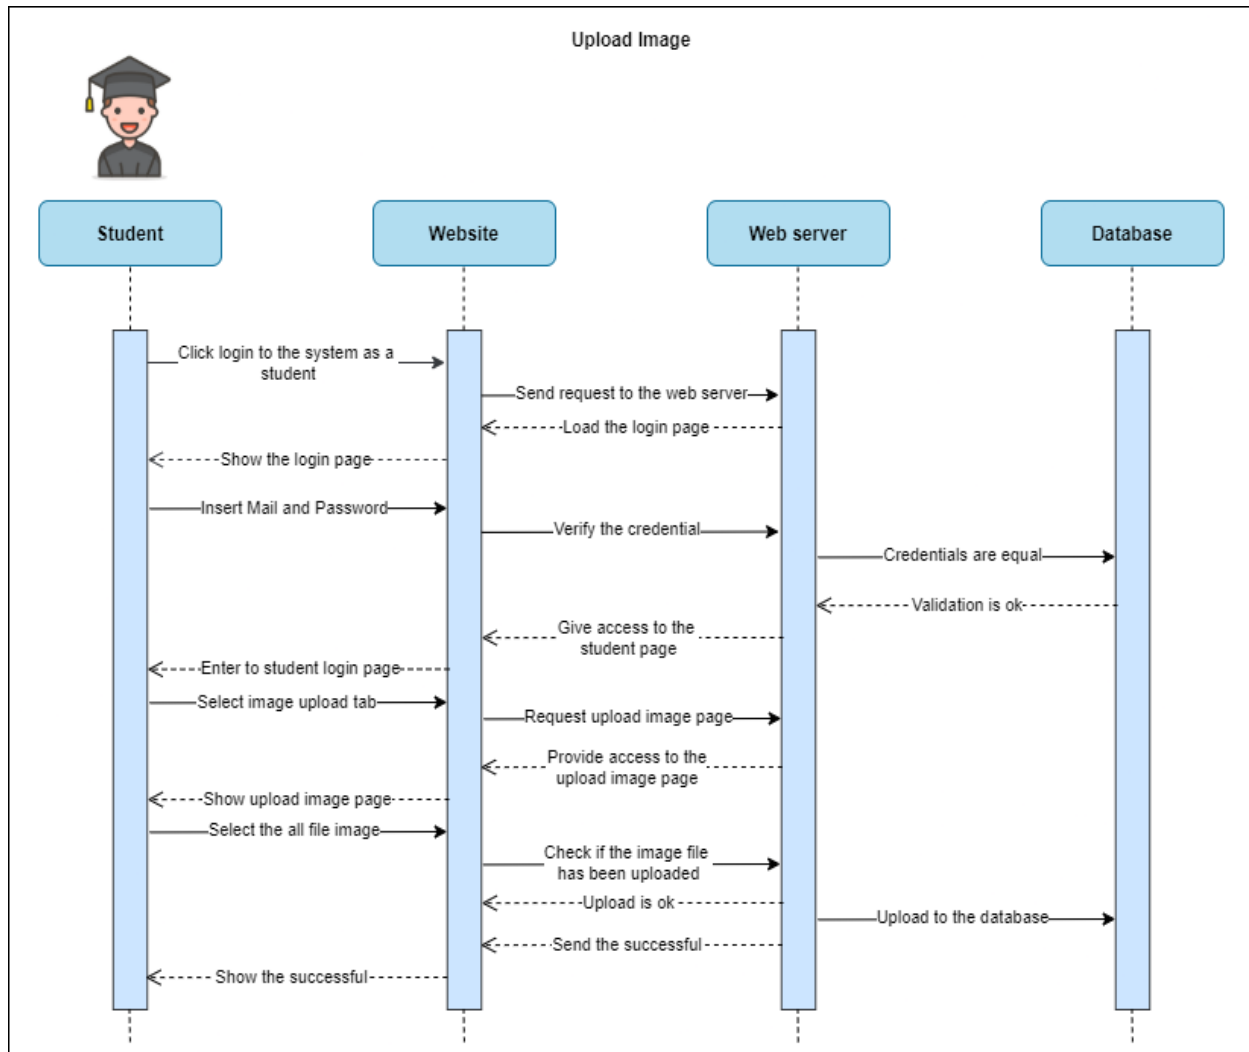 Upload Image
Student
Website
Web server
Database
Click login to the system as a
student
Send request to the web server
Load the login page
Show the login page
Insert Mail and Password
Verify the credential
Credentials are equal
Validation is ok
Give access to the
student page
Enter to student login page
Select image upload tab
Request upload image page
Provide access to the
upload image page
Show upload image page
Select the all file image
Check if the image file
has been uploaded
Upload is ok
Upload to the database
Send the successful
Show the successful